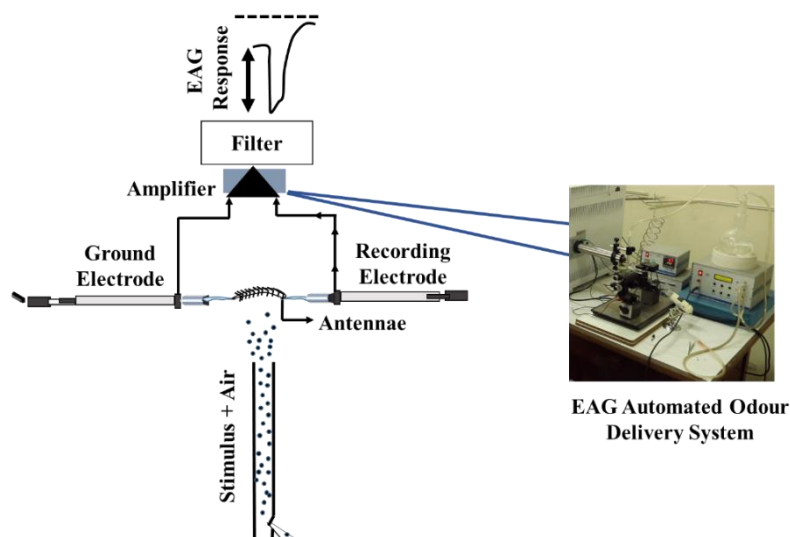 EAG
Response
Filter
Amplifier
Ground
Electrode
Recording
Electrode
Antennae
Stimulus + Air
EAG Automated Odour
Delivery System